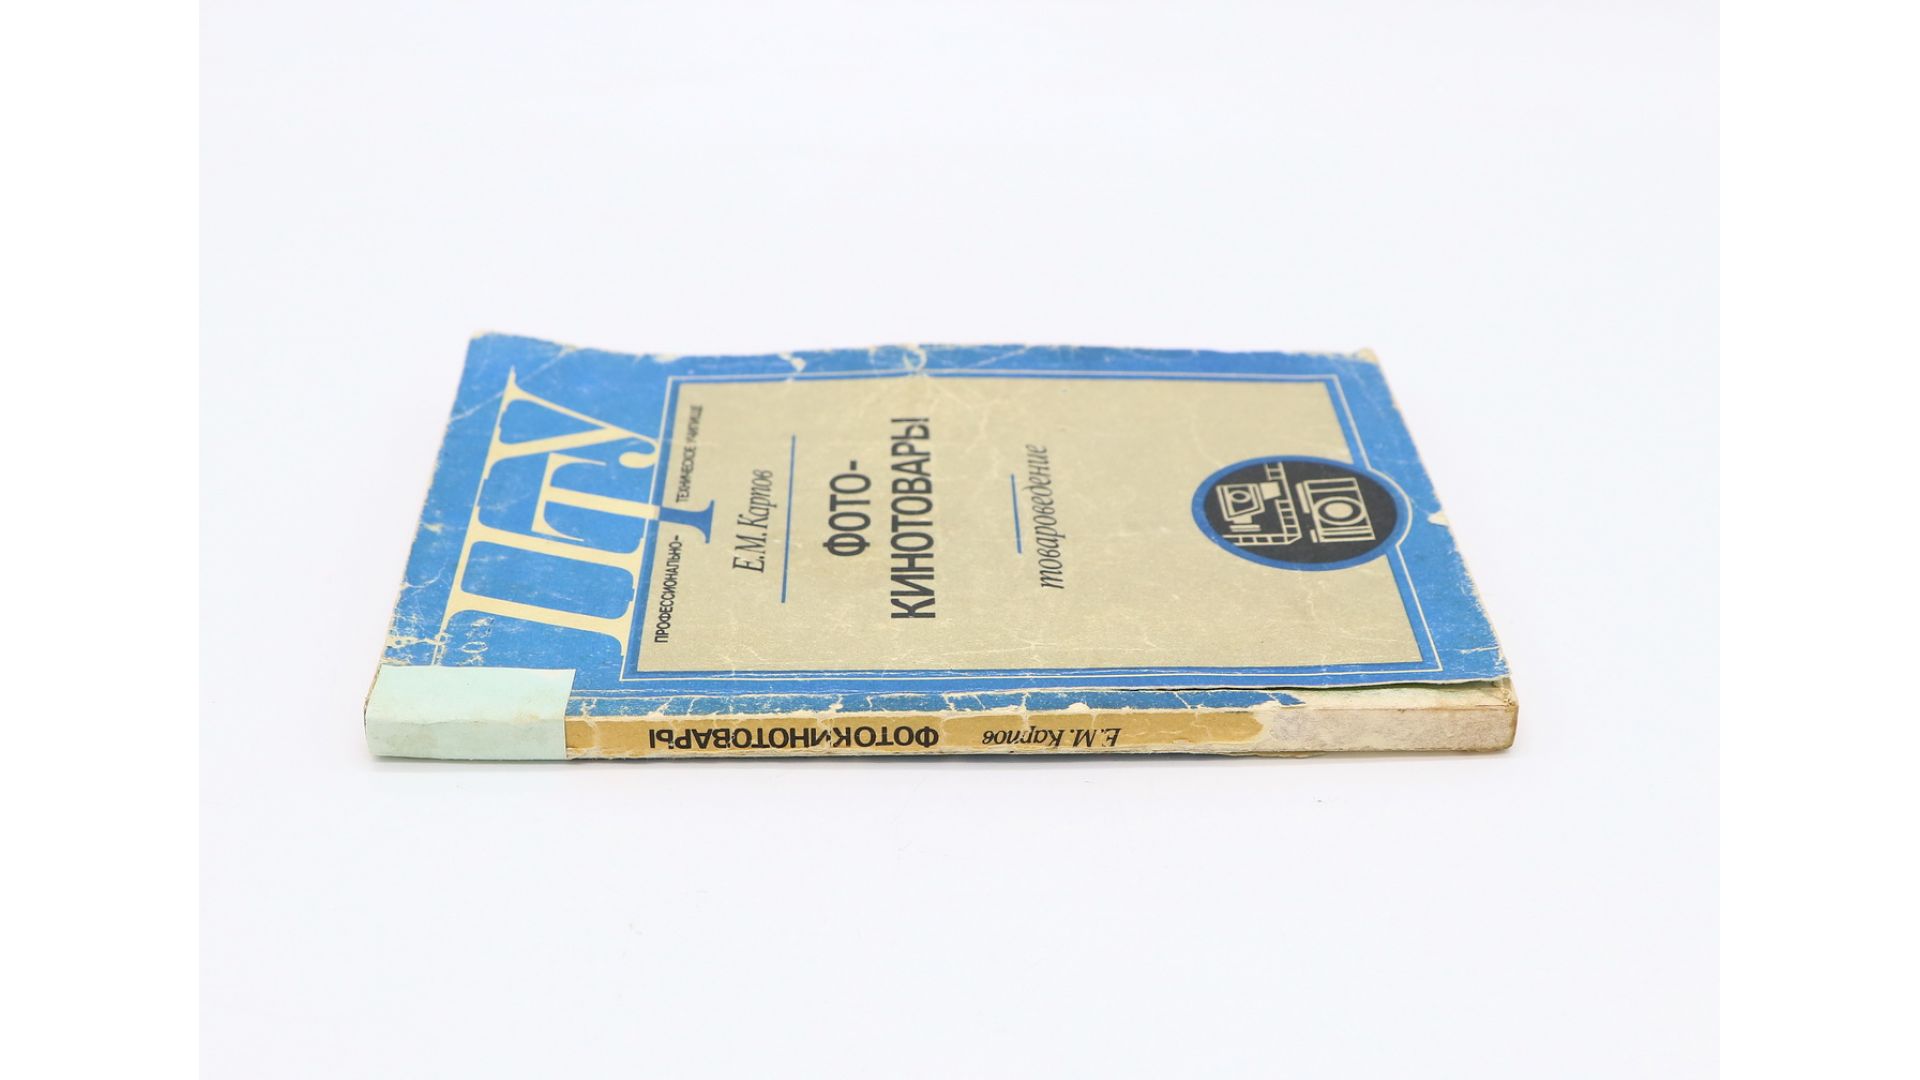 ПТУ
ПРОФЕССИОНАЛЬНО-
ТЕХНИЧЕСКОЕ УЧИЛИЩЕ
Е.М.Карпов
ФОТО-
КИНОТОВАРЫ
товароведение
Е.М.Карпов ФОТОКИНОТОВАРЫ